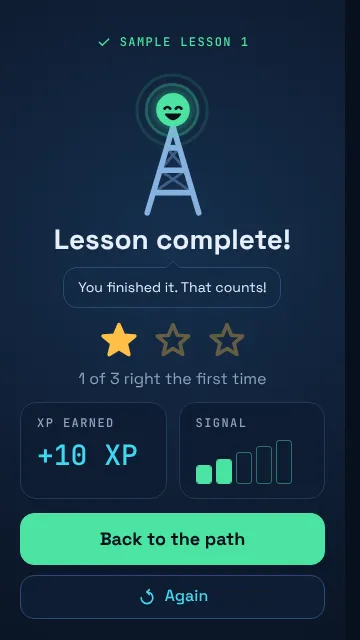 SAMPLE LESSON 1
Lesson complete!
You finished it. That counts!
1 of 3 right the first time
XP EARNED
+10 XP
SIGNAL
Back to the path
Again